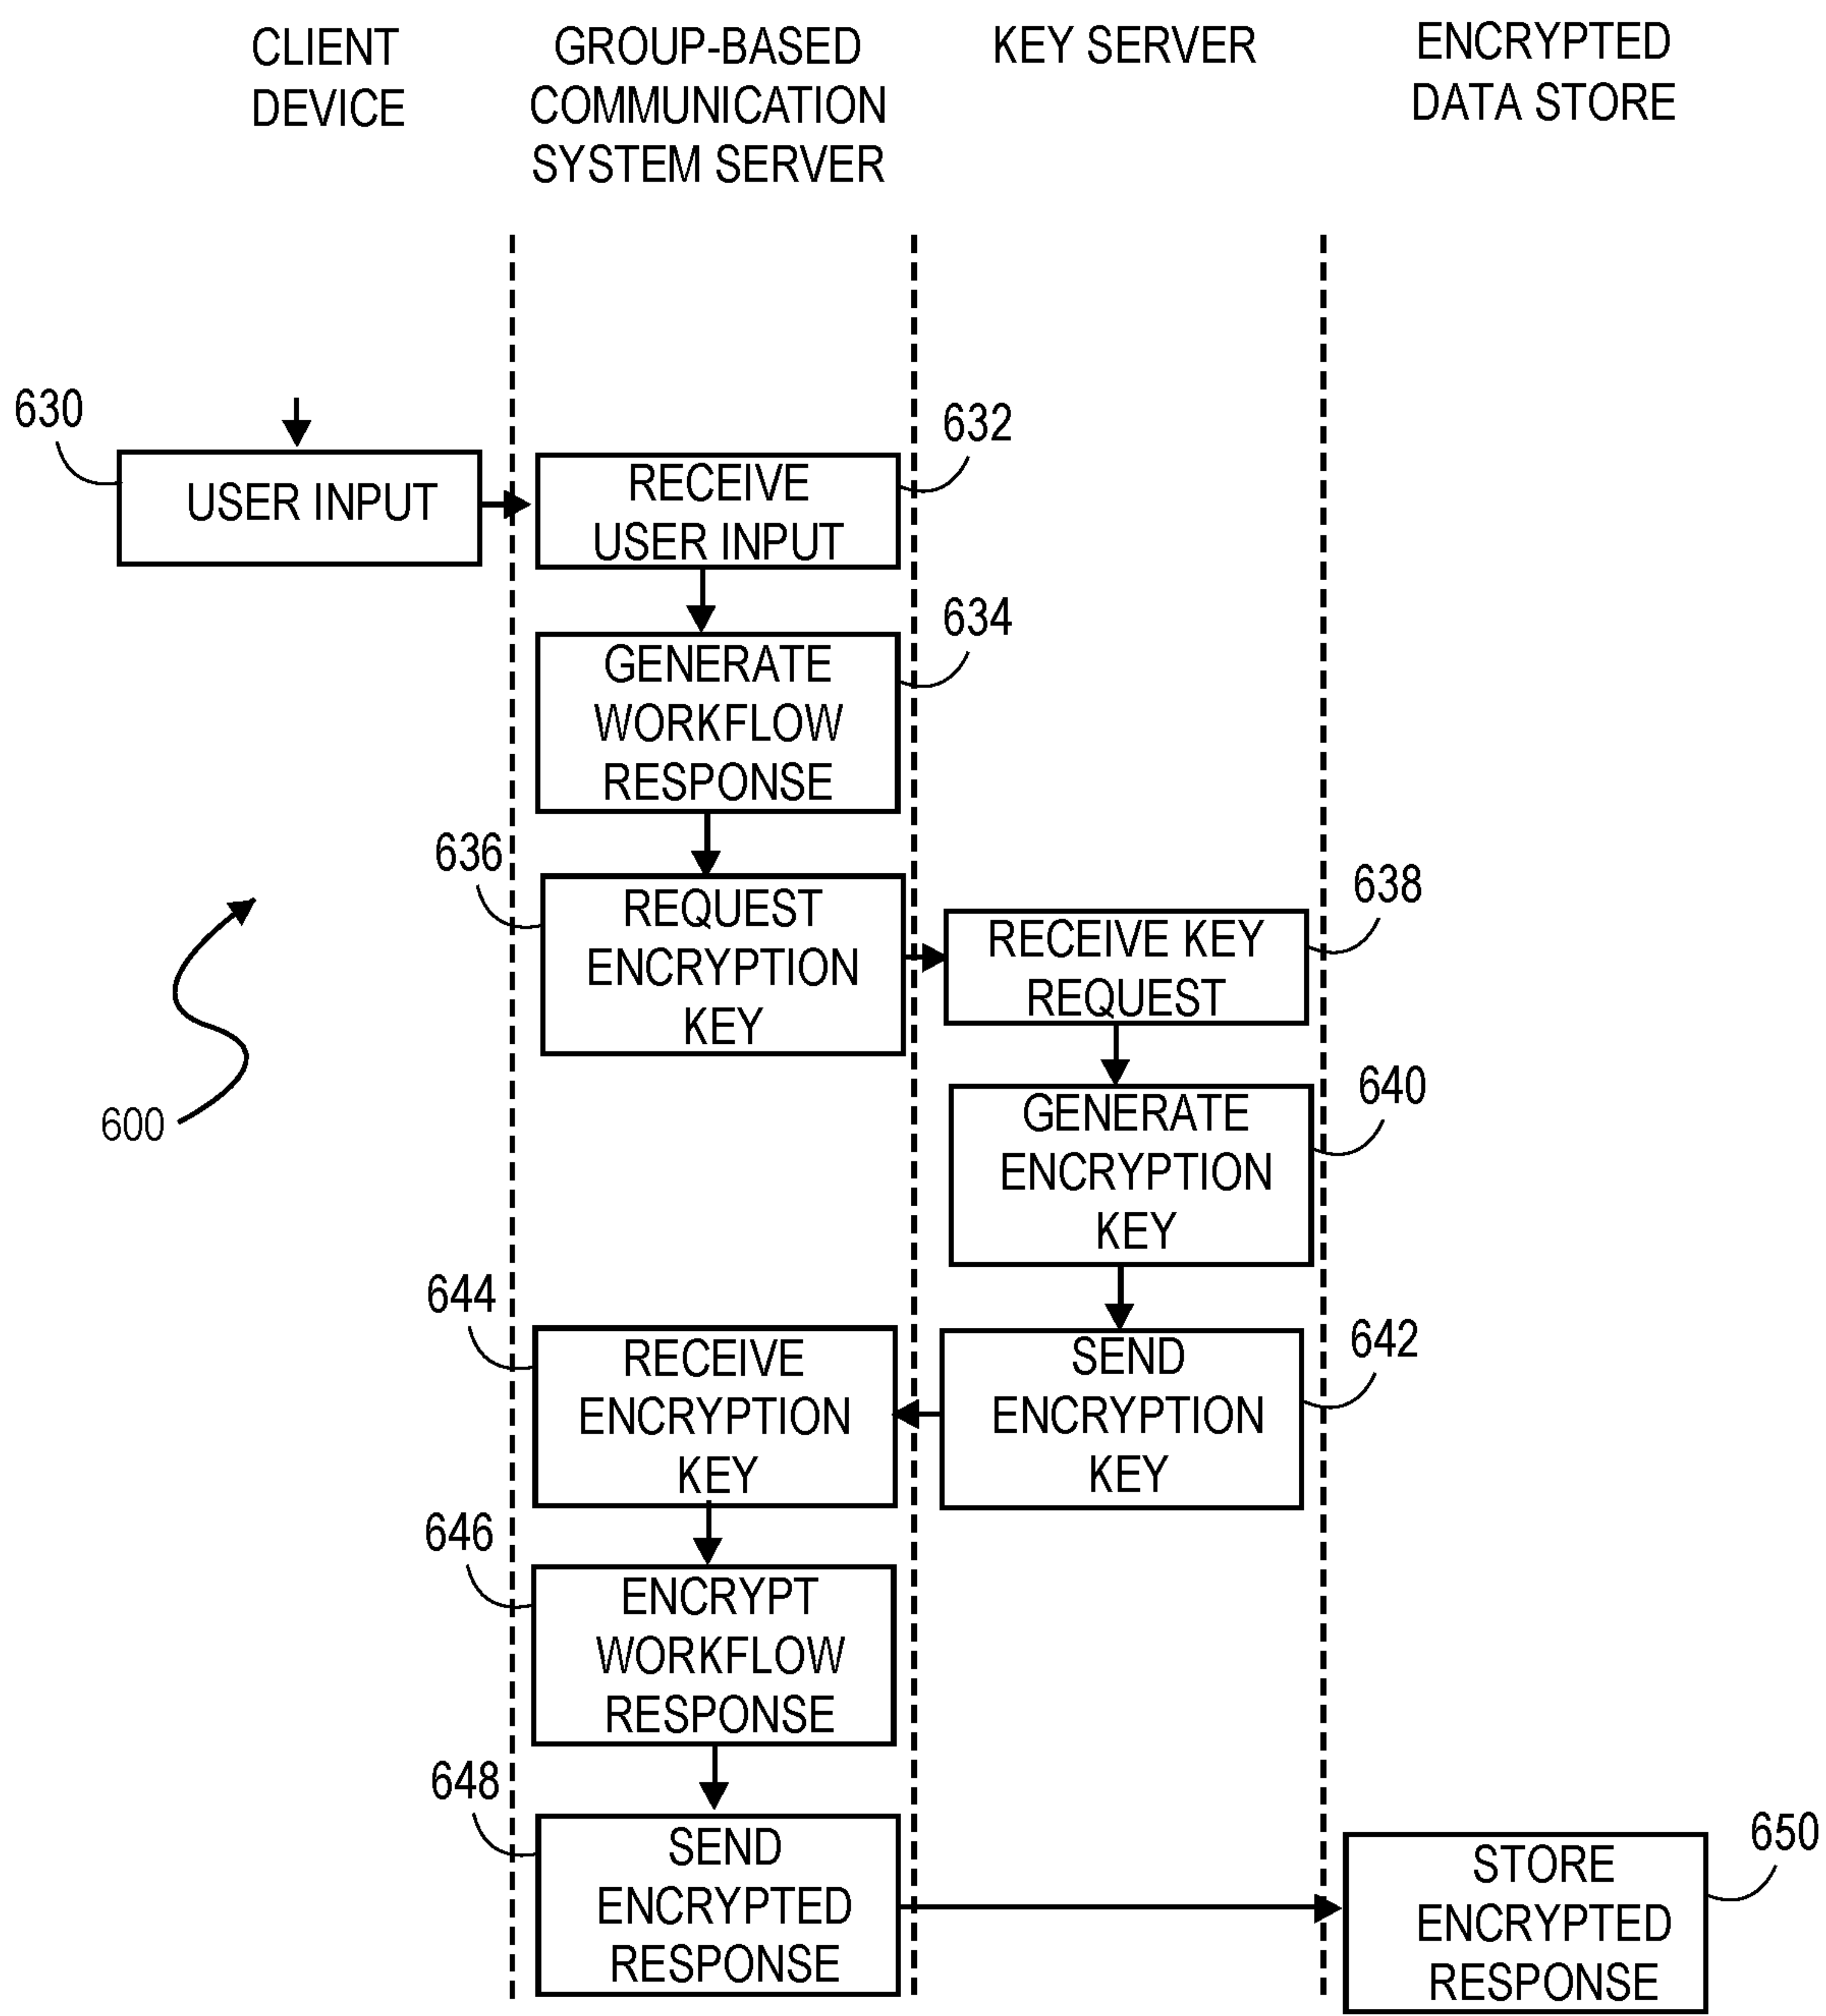 CLIENT
DEVICE
GROUP-BASED
COMMUNICATION
SYSTEM SERVER
KEY SERVER
ENCRYPTED
DATA STORE
630
USER INPUT
632
RECEIVE
USER INPUT
634
GENERATE
WORKFLOW
RESPONSE
636
REQUEST
ENCRYPTION
KEY
638
RECEIVE KEY
REQUEST
600
640
GENERATE
ENCRYPTION
KEY
642
SEND
ENCRYPTION
KEY
644
RECEIVE
ENCRYPTION
KEY
646
ENCRYPT
WORKFLOW
RESPONSE
648
SEND
ENCRYPTED
RESPONSE
650
STORE
ENCRYPTED
RESPONSE